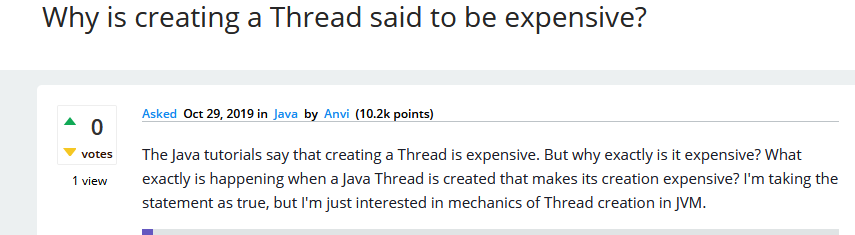 Why is creating a Thread said to be expensive?
0
votes
1 view
Asked Oct 29, 2019 in Java by Anvi (10.2k points)
The Java tutorials say that creating a Thread is expensive. But why exactly is it expensive? What
exactly is happening when a Java Thread is created that makes its creation expensive? I'm taking the
statement as true, but I'm just interested in mechanics of Thread creation in JVM.